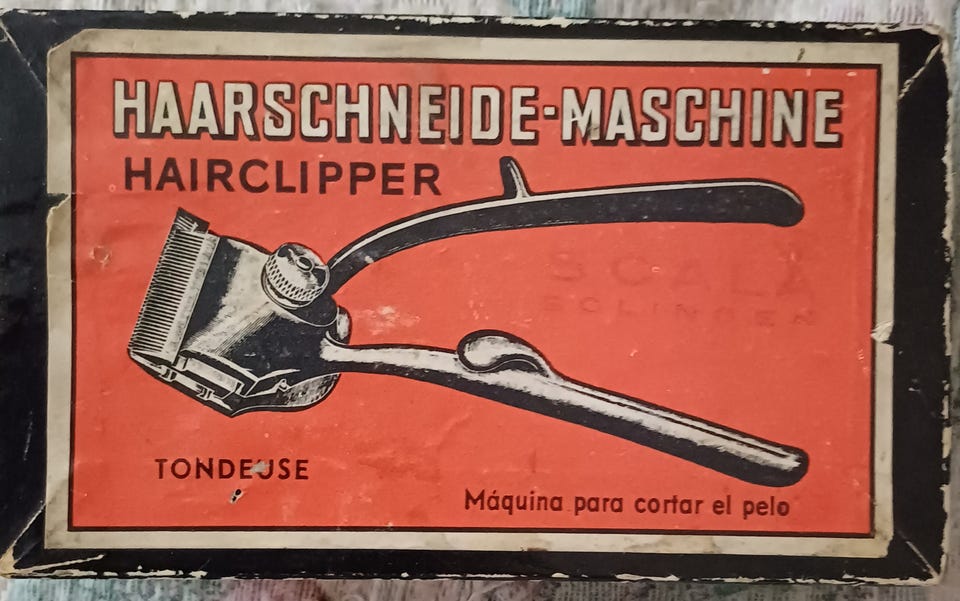 HAARSCHNEIDE-MASCHINE
HAIRCLIPPER
SCALA
SOLINGEN
TONDEUSE
Máquina para cortar el pelo